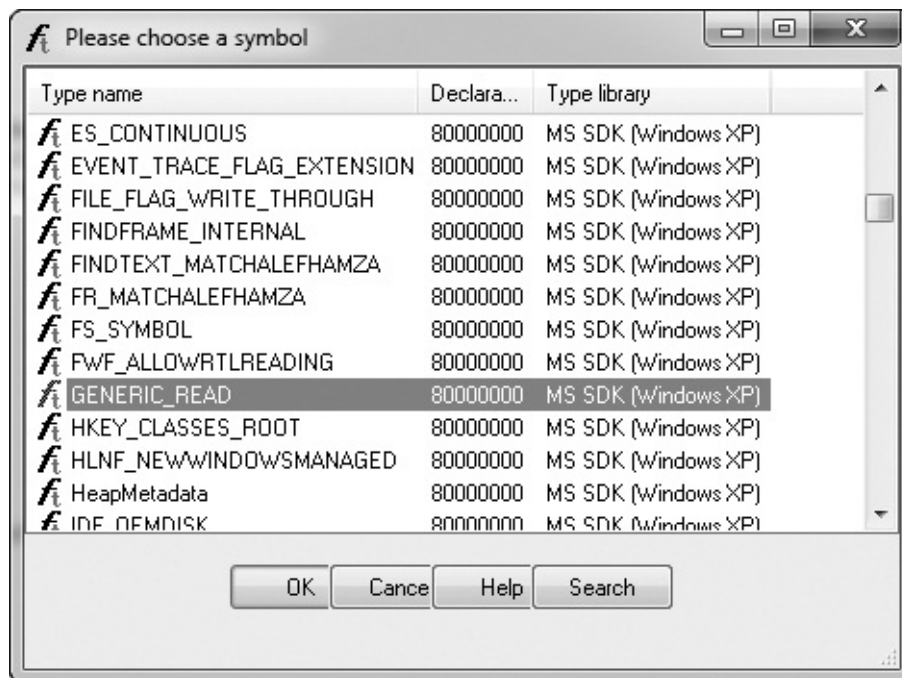 Please choose a symbol
Type name Declara... Type library
ES_CONTINUOUS 80000000 MS SDK (Windows XP)
EVENT_TRACE_FLAG_EXTENSION 80000000 MS SDK (Windows XP)
FILE_FLAG_WRITE_THROUGH 80000000 MS SDK (Windows XP)
FINDFRAME_INTERNAL 80000000 MS SDK (Windows XP)
FINDTEXT_MATCHALEFHAMZA 80000000 MS SDK (Windows XP)
FR_MATCHALEFHAMZA 80000000 MS SDK (Windows XP)
FS_SYMBOL 80000000 MS SDK (Windows XP)
FWF_ALLOWRTLREADING 80000000 MS SDK (Windows XP)
GENERIC_READ 80000000 MS SDK (Windows XP)
HKEY_CLASSES_ROOT 80000000 MS SDK (Windows XP)
HLNF_NEWWINDOWSMANAGED 80000000 MS SDK (Windows XP)
HeapMetadata 80000000 MS SDK (Windows XP)
80000000 MS SDK (Windows XP)
OK Cance Help Search